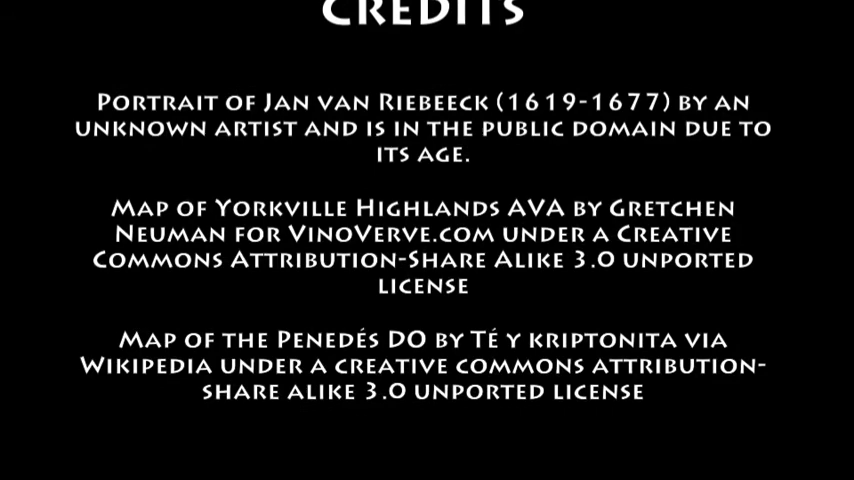 CREDITS
PORTRAIT OF JAN VAN RIEBEECK (1619-1677) BY AN
UNKNOWN ARTIST AND IS IN THE PUBLIC DOMAIN DUE TO
ITS AGE.
MAP OF YORKVILLE HIGHLANDS AVA BY GRETCHEN
NEUMAN FOR VINOVERVE.COM UNDER A CREATIVE
COMMONS ATTRIBUTION-SHARE ALIKE 3.0 UNPORTED
LICENSE
MAP OF THE PENEDÉS DO BY TÉ Y KRIPTONITA VIA
WIKIPEDIA UNDER A CREATIVE COMMONS ATTRIBUTION-
SHARE ALIKE 3.0 UNPORTED LICENSE